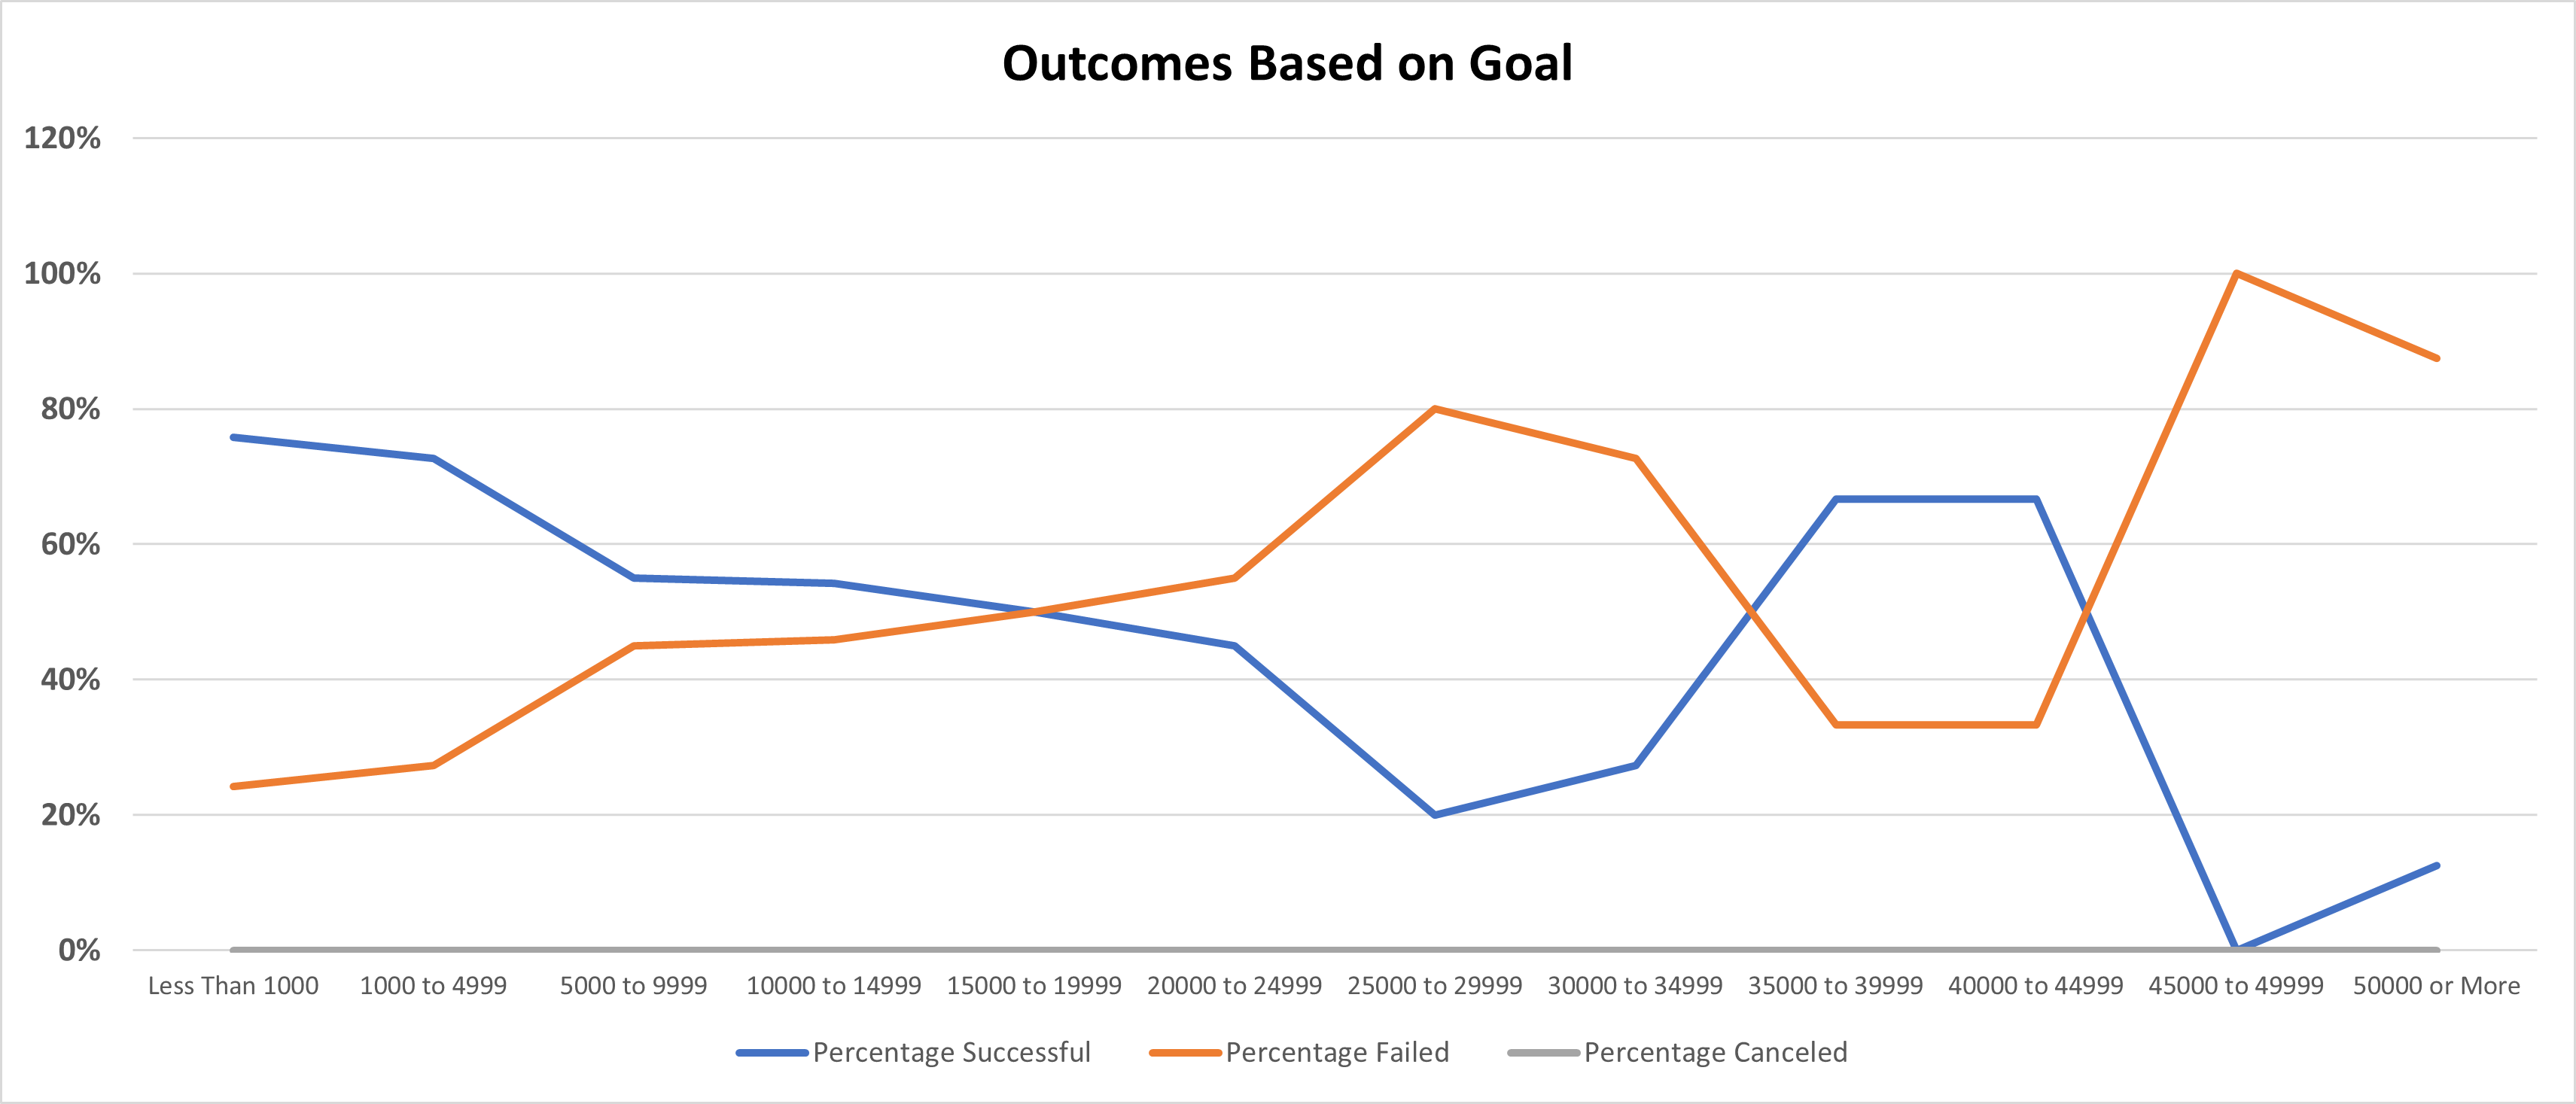 Outcomes Based on Goal
120%
100%
80%
60%
40%
20%
0%
Less Than 1000 1000 to 4999 5000 to 9999 10000 to 14999 15000 to 19999 20000 to 24999 25000 to 29999 30000 to 34999 35000 to 39999 40000 to 44999 45000 to 49999 50000 or More
Percentage Successful Percentage Failed Percentage Canceled